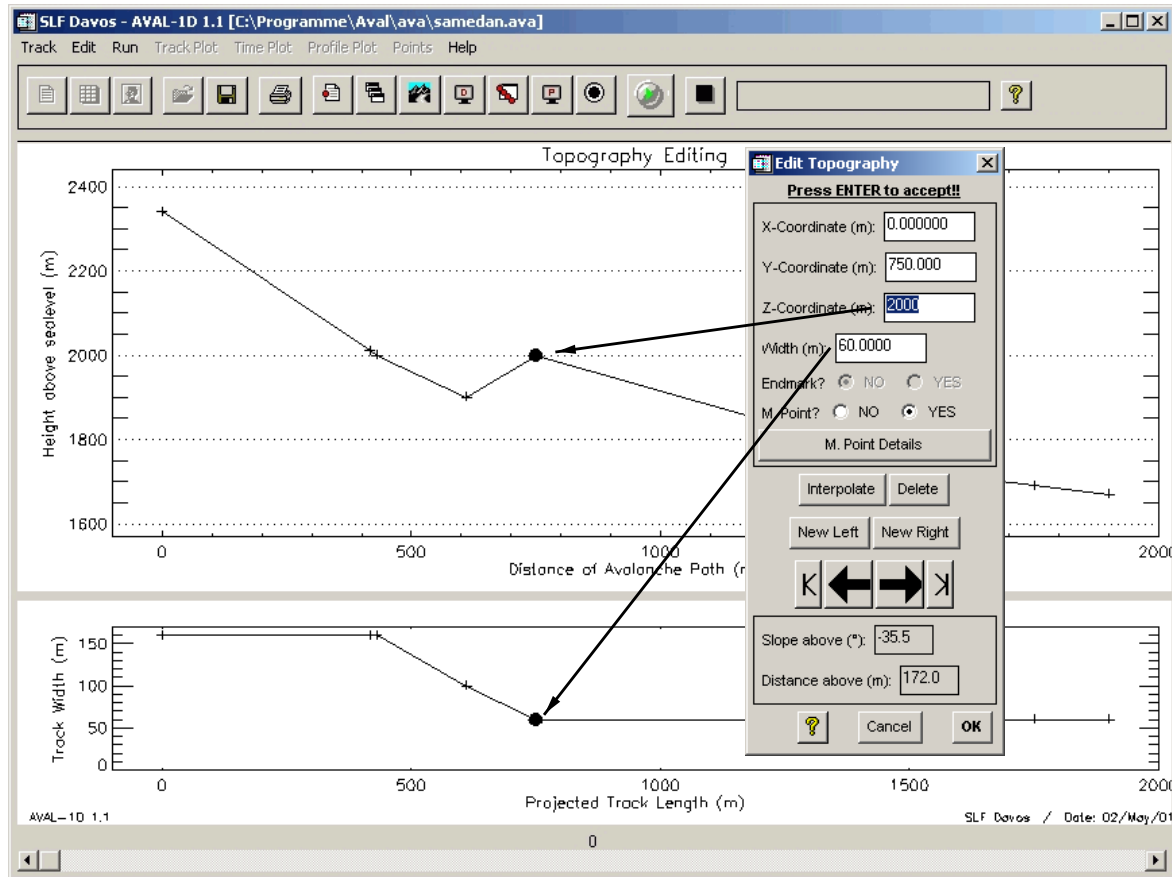 SLF Davos - AVAL-1D 1.1 [C:\Programme\Aval\ava\samedan.ava]
Track Edit Run Track Plot Time Plot Profile Plot Points Help
D P ?
Topography Editing
2400
2200
2000
1800
1600
Height above sealevel (m)
0 500 1000 2000
Distance of Avalanche Path (m
Edit Topography
Press ENTER to accept!!
X-Coordinate (m): 0.000000
Y-Coordinate (m): 750.000
Z-Coordinate (m): 2000
Width (m): 60.0000
Endmark? NO YES
M. Point? NO YES
M. Point Details
Interpolate Delete
New Left New Right
Slope above (°): -35.5
Distance above (m): 172.0
? Cancel OK
150
100
50
0
Track Width (m)
0 500 1000 1500 2000
Projected Track Length (m)
AVAL-1D 1.1
SLF Davos / Date: 02/May/01
0